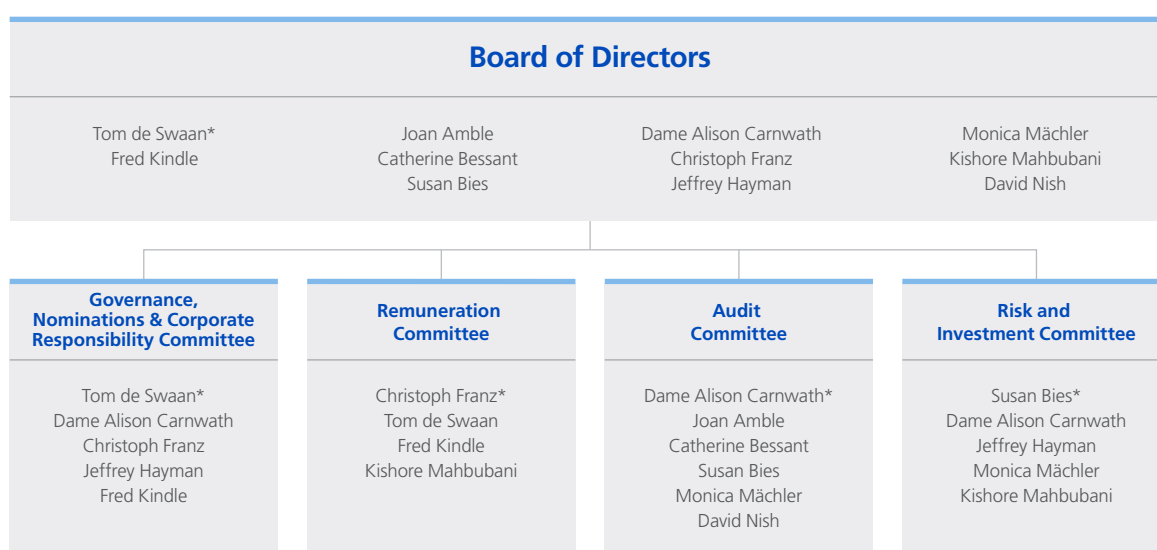 Board of Directors
Tom de Swaan*
Fred Kindle
Joan Amble
Catherine Bessant
Susan Bies
Dame Alison Carnwath
Christoph Franz
Jeffrey Hayman
Monica Mächler
Kishore Mahbubani
David Nish
Governance,
Nominations & Corporate
Responsibility Committee
Tom de Swaan*
Dame Alison Carnwath
Christoph Franz
Jeffrey Hayman
Fred Kindle
Remuneration
Committee
Christoph Franz*
Tom de Swaan
Fred Kindle
Kishore Mahbubani
Audit
Committee
Dame Alison Carnwath*
Joan Amble
Catherine Bessant
Susan Bies
Monica Mächler
David Nish
Risk and
Investment Committee
Susan Bies*
Dame Alison Carnwath
Jeffrey Hayman
Monica Mächler
Kishore Mahbubani